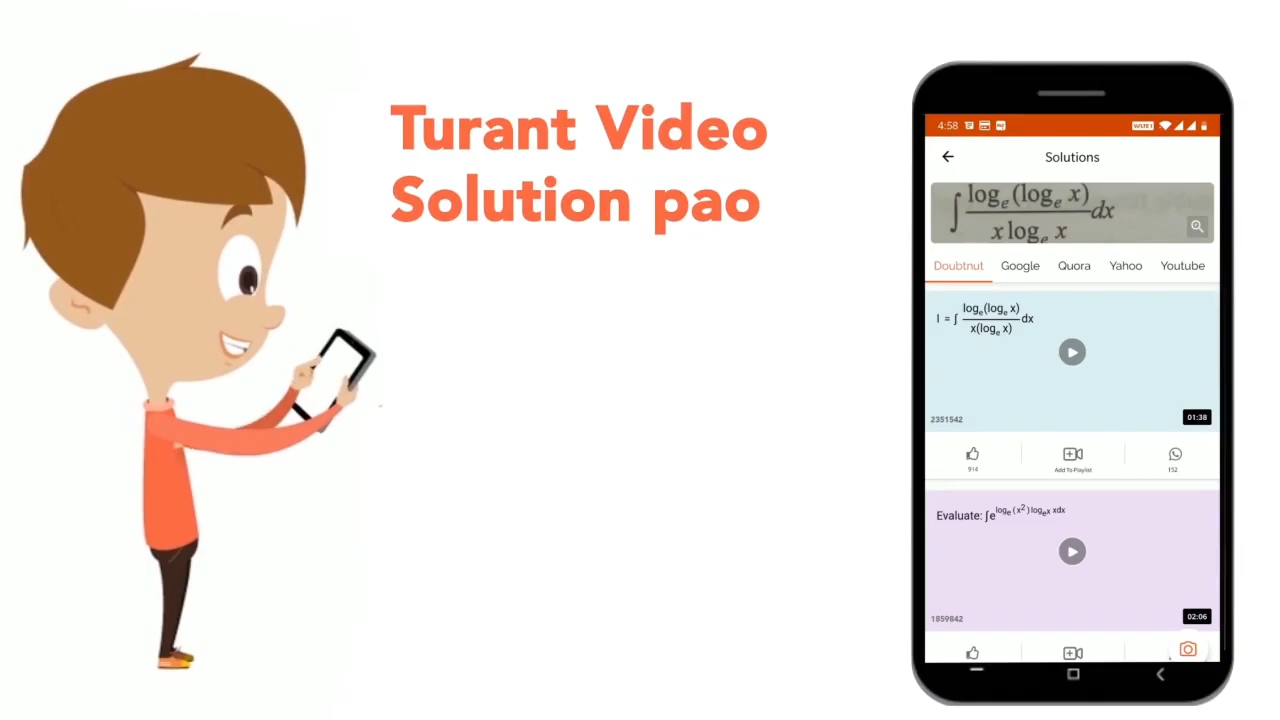 Turant Video
Solution pao
4:58
Solutions
∫ logₑ(logₑ x) / x logₑ x dx
Doubtnut Google Quora Yahoo Youtube
I = ∫ logₑ(logₑ x) / x(logₑ x) dx
2351542 01:38
914 Add To Playlist 152
Evaluate: ∫e^logₑ(x²)logₑx xdx
1859842 02:06